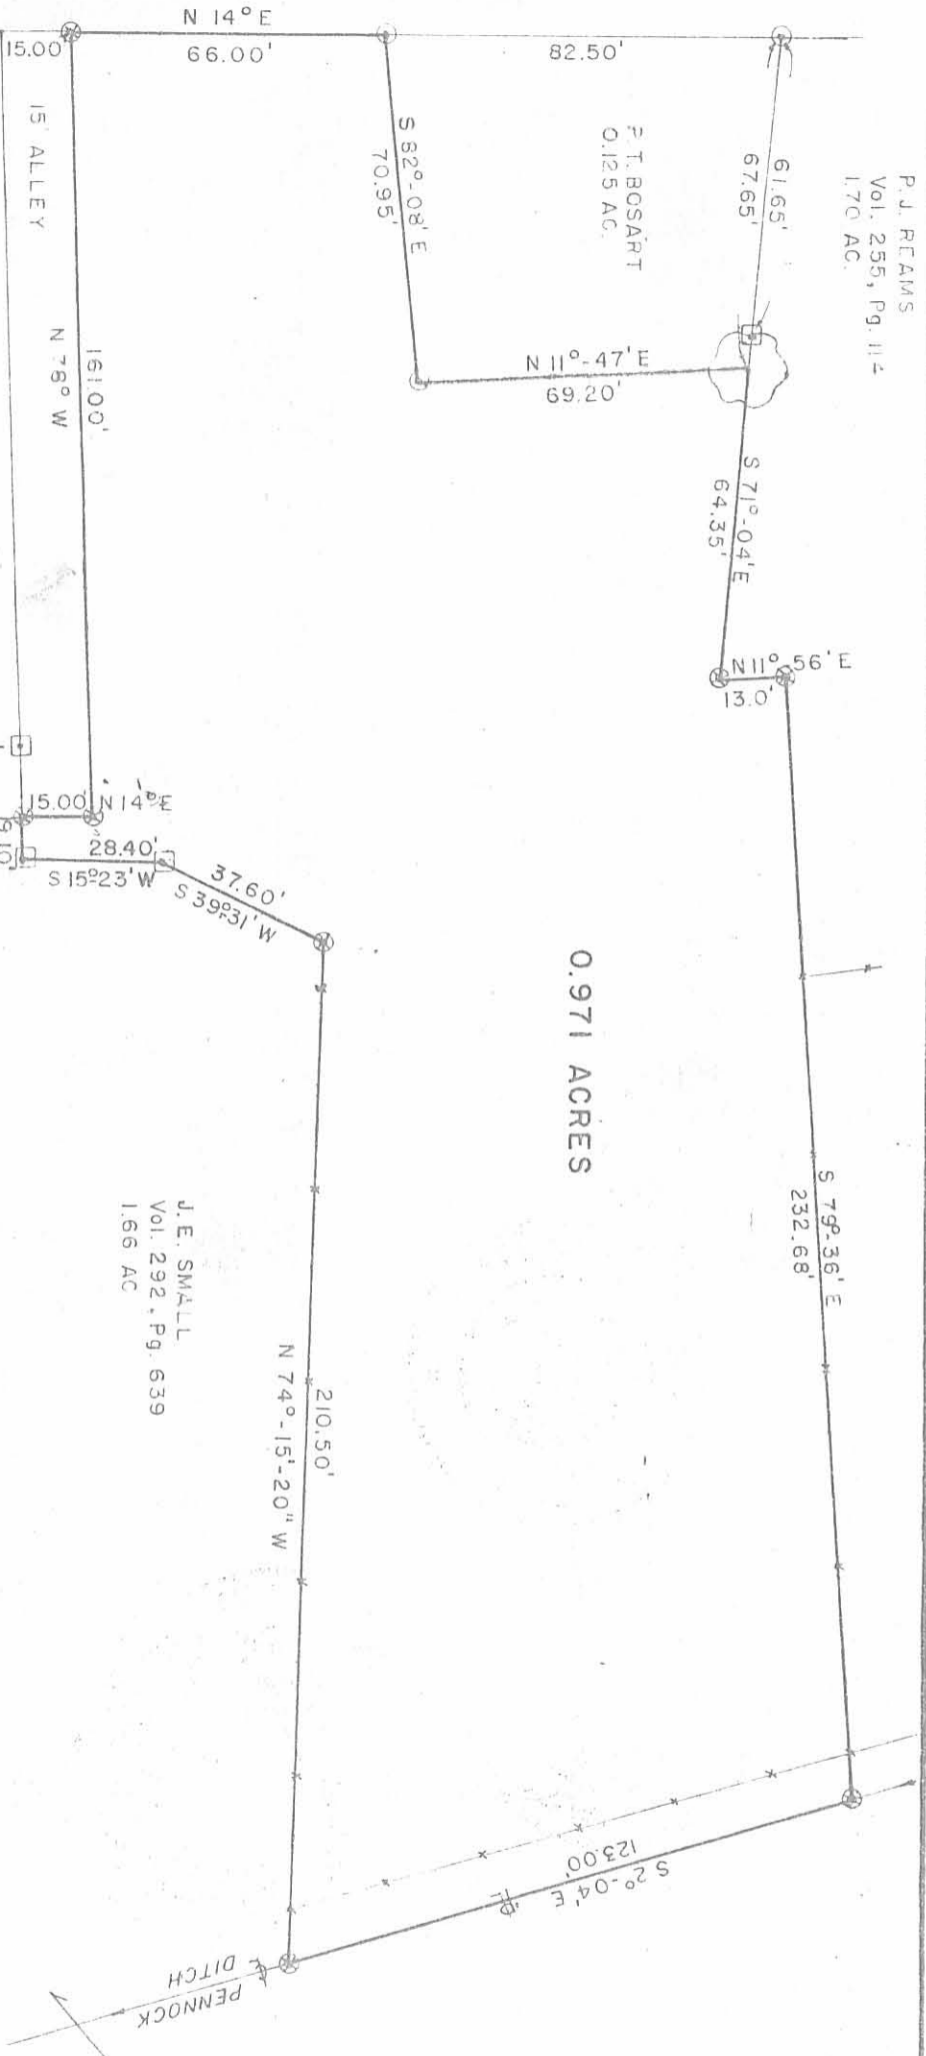 N 14° E
15.00'
66.00'
82.50'
15' ALLEY
S 82°-08' E
70.95'
P. T. BOSART
0.125 AC.
61.65'
67.65'
P. J. REAMS
Vol. 255, Pg. 114
1.70 AC.
N 11°-47' E
69.20'
S 71°-04' E
64.35'
N 11° 56' E
13.0'
161.00'
N 78° W
15.00'
N 14° E
28.40'
S 15°-23' W
37.60'
S 39°-31' W
0.971 ACRES
S 79°-36' E
232.68'
J. E. SMALL
Vol. 292, Pg. 639
1.66 AC
210.50'
N 74°-15'-20" W
S 2°-04' E
123.00'
PENNOCK
DITCH